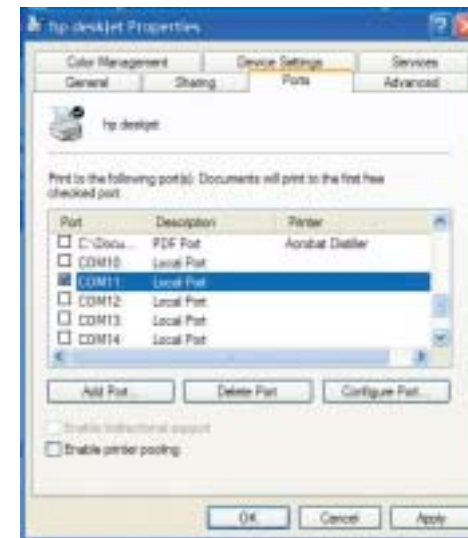 hp deskjet Properties
Color Management Device Settings Services
General Sharing Ports Advanced
hp deskjet
Print to the following port(s). Documents will print to the first free
checked port.
Port Description Printer
C:\Docu... PDF Port Acrobat Distiller
COM10: Local Port
COM11: Local Port
COM12: Local Port
COM13: Local Port
COM14: Local Port
Add Port... Delete Port Configure Port...
Enable bidirectional support
Enable printer pooling
OK Cancel Apply